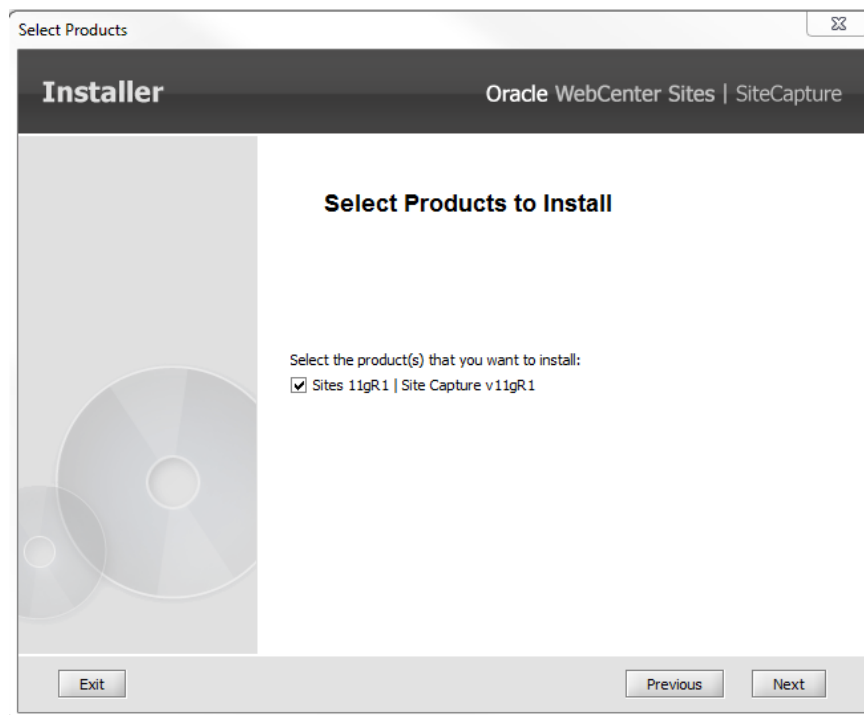 Select Products
Installer
Oracle WebCenter Sites | SiteCapture
Select Products to Install
Select the product(s) that you want to install:
Sites 11gR1 | Site Capture v11gR1
Exit
Previous
Next